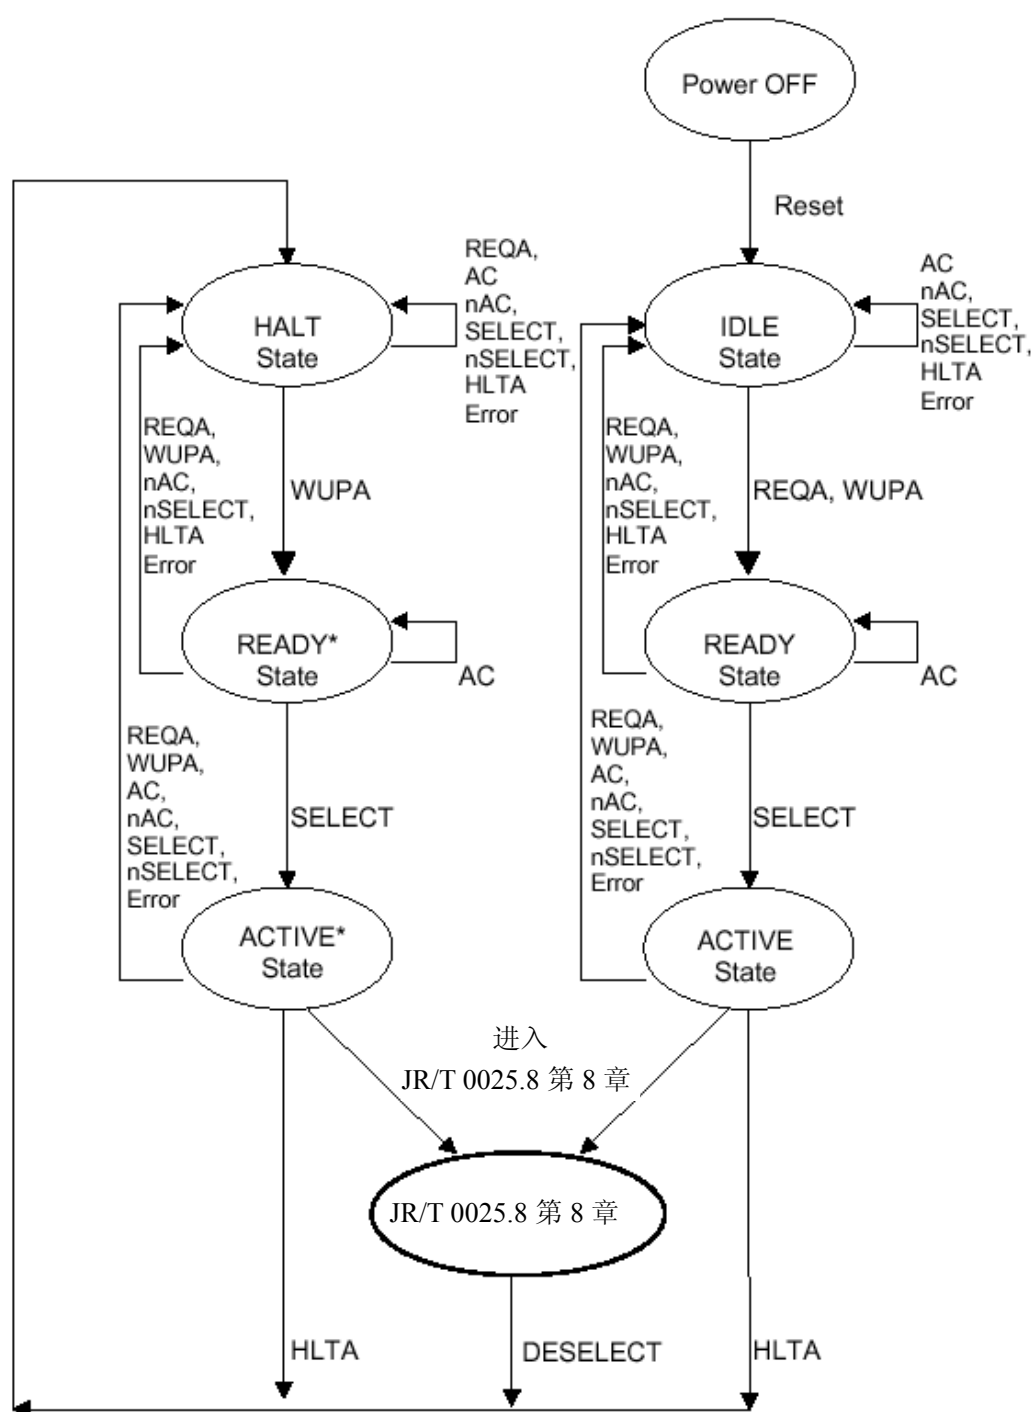 Power OFF
Reset
REQA,
AC
nAC,
SELECT,
nSELECT,
HLTA
Error
AC
nAC,
SELECT,
nSELECT,
HLTA
Error
HALT
State
IDLE
State
REQA,
WUPA,
nAC,
nSELECT,
HLTA
Error
WUPA
REQA,
WUPA,
nAC,
nSELECT,
HLTA
Error
REQA, WUPA
READY*
State
AC
READY
State
AC
REQA,
WUPA,
AC,
nAC,
SELECT,
nSELECT,
Error
SELECT
REQA,
WUPA,
AC,
nAC,
SELECT,
nSELECT,
Error
SELECT
ACTIVE*
State
ACTIVE
State
进入
JR/T 0025.8 第 8 章
JR/T 0025.8 第 8 章
HLTA
DESELECT
HLTA